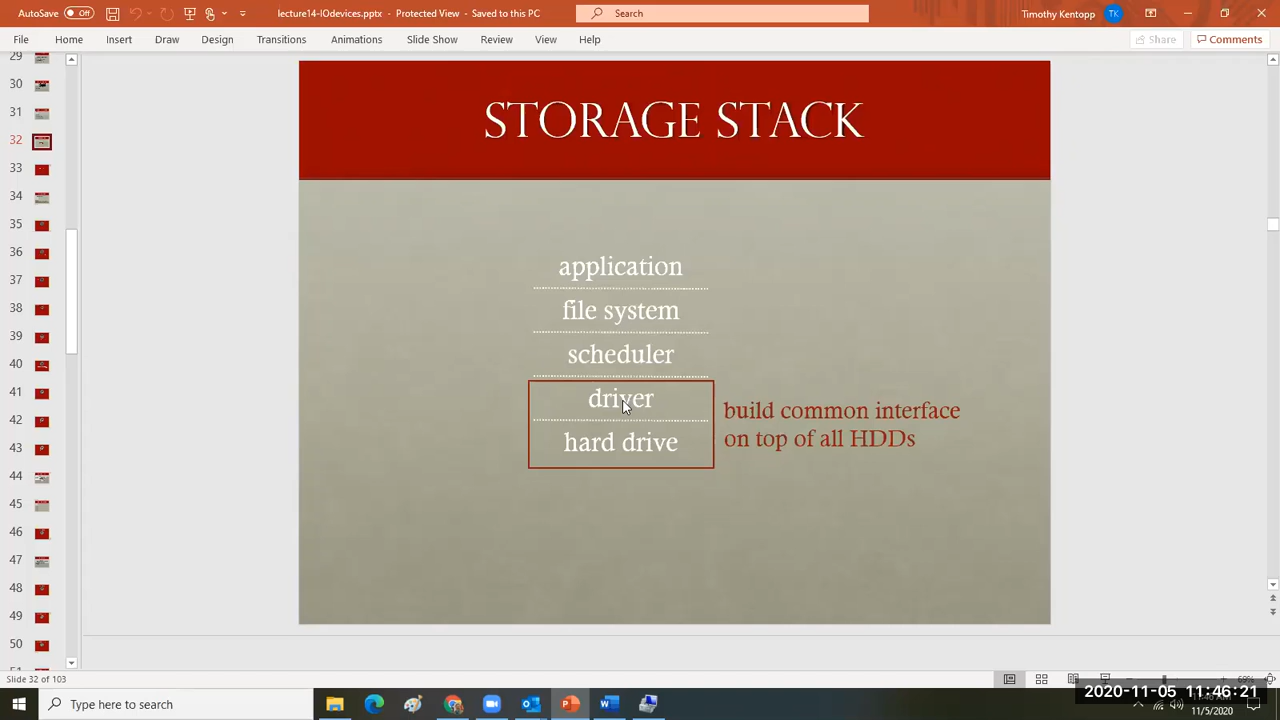 AutoSave Off
lecture14-IOdevices.pptx - Protected View - Saved to this PC
Search
Timothy Kentopp TK
File Home Insert Draw Design Transitions Animations Slide Show Review View Help
Share Comments
29
30
31
32
33
34
35
36
37
38
39
40
41
42
43
44
45
46
47
48
49
50
STORAGE STACK
application
file system
scheduler
driver
hard drive
build common interface
on top of all HDDs
Slide 32 of 103
69%
2020-11-05 11:46:21
Type here to search
11/5/2020